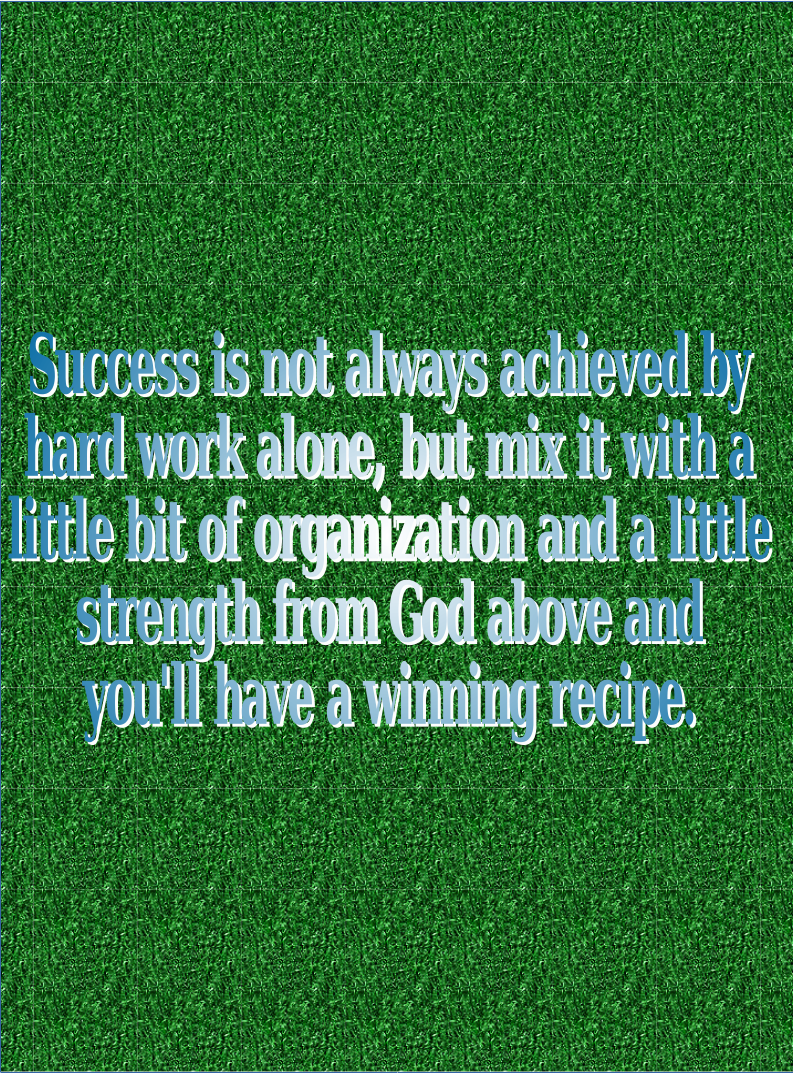 Success is not always achieved by
hard work alone, but mix it with a
little bit of organization and a little
strength from God above and
you'll have a winning recipe.